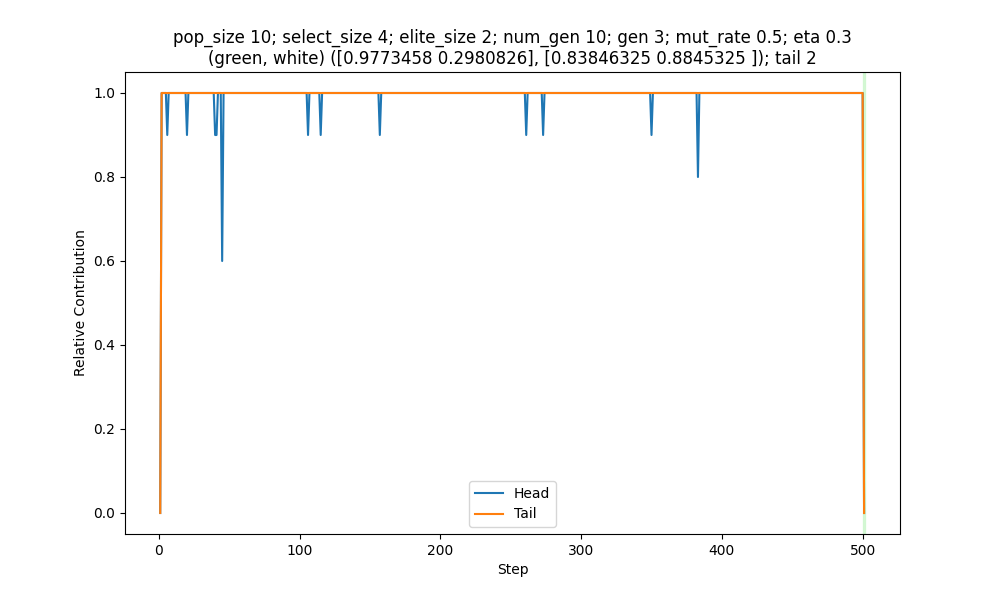 pop_size 10; select_size 4; elite_size 2; num_gen 10; gen 3; mut_rate 0.5; eta 0.3
(green, white) ([0.9773458 0.2980826], [0.83846325 0.8845325 ]); tail 2
1.0
0.8
0.6
0.4
0.2
0.0
Relative Contribution
Head
Tail
0
100
200
300
400
500
Step